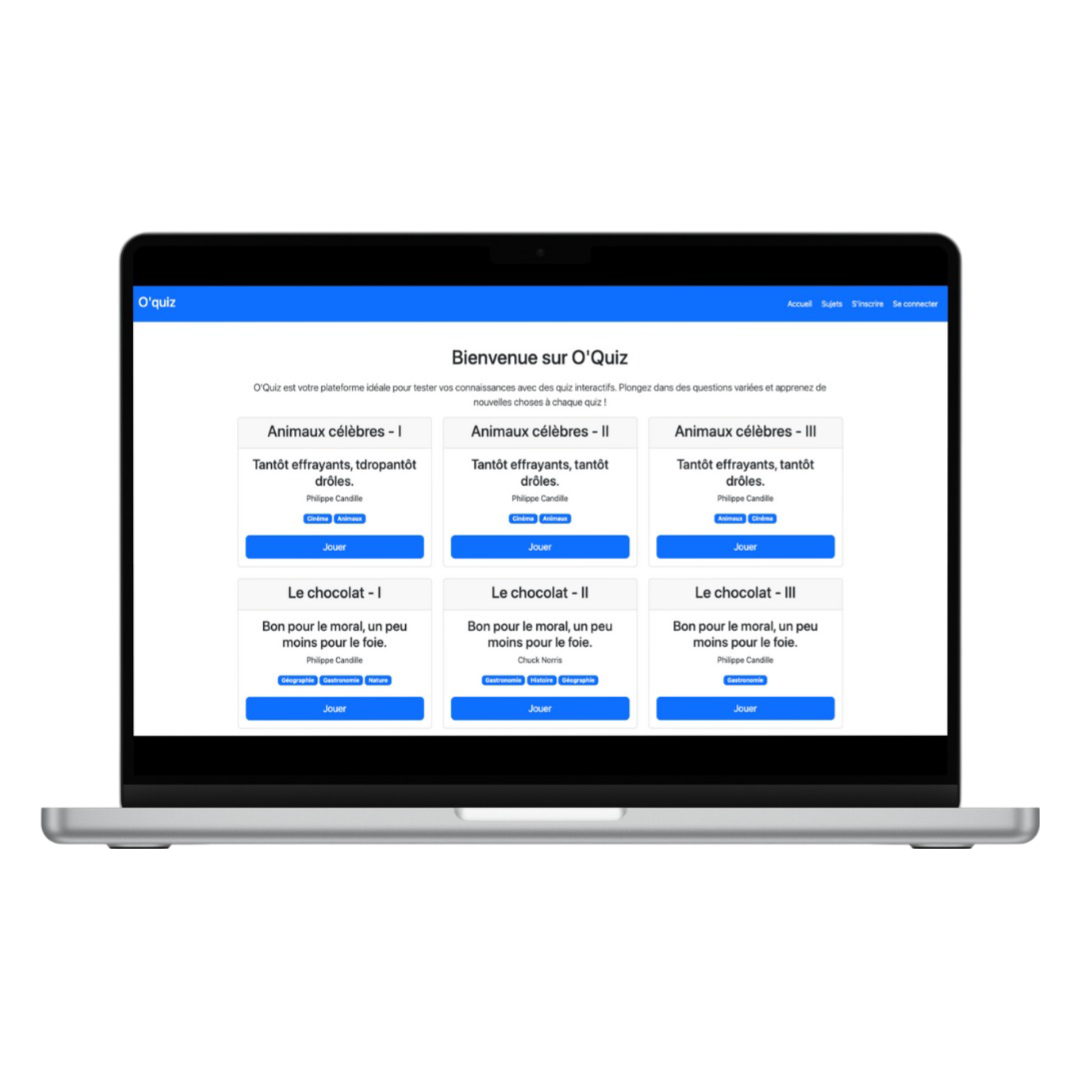 O'quiz
Accueil Sujets S'inscrire Se connecter
Bienvenue sur O'Quiz
O'Quiz est votre plateforme idéale pour tester vos connaissances avec des quiz interactifs. Plongez dans des questions variées et apprenez de
nouvelles choses à chaque quiz !
Animaux célèbres - I
Tantôt effrayants, tdropantôt
drôles.
Philippe Candille
Cinéma Animaux
Jouer
Animaux célèbres - II
Tantôt effrayants, tantôt
drôles.
Philippe Candille
Cinéma Animaux
Jouer
Animaux célèbres - III
Tantôt effrayants, tantôt
drôles.
Philippe Candille
Animaux Cinéma
Jouer
Le chocolat - I
Bon pour le moral, un peu
moins pour le foie.
Philippe Candille
Géographie Gastronomie Nature
Jouer
Le chocolat - II
Bon pour le moral, un peu
moins pour le foie.
Chuck Norris
Gastronomie Histoire Géographie
Jouer
Le chocolat - III
Bon pour le moral, un peu
moins pour le foie.
Philippe Candille
Gastronomie
Jouer